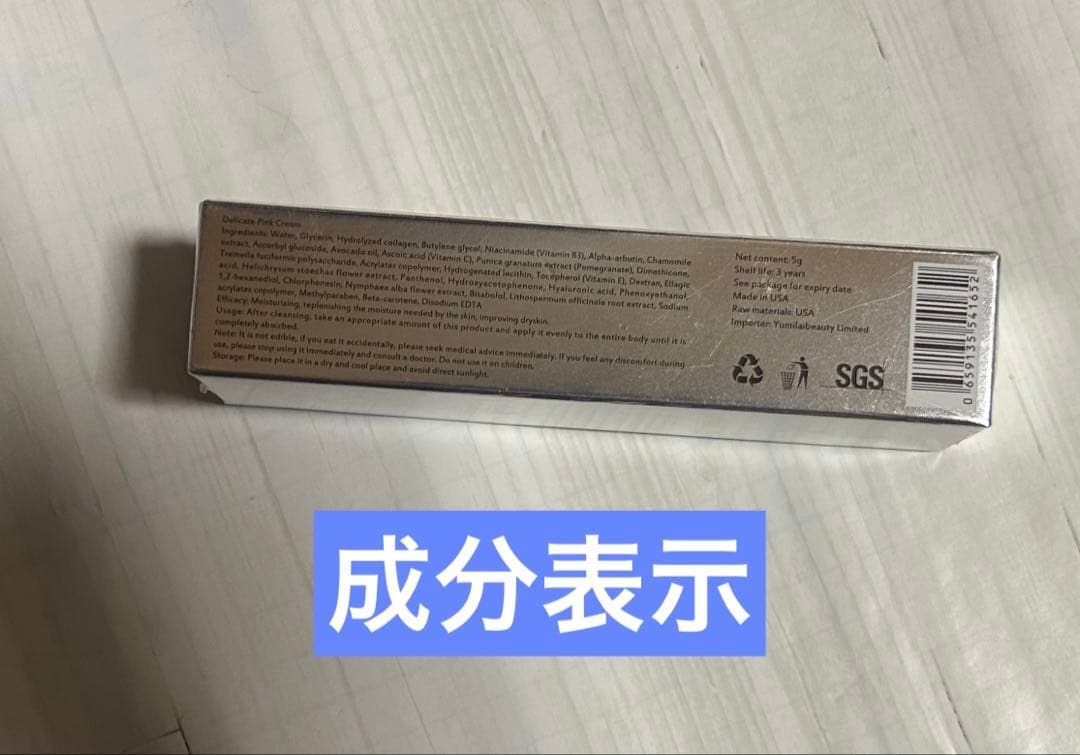 Delicate Pink Cream
Ingredients: Water, Glycerin, Hydrolyzed collagen, Butylene glycol, Niacinamide (Vitamin B3), Alpha-arbutin, Chamomile
extract, Ascorbyl glucoside, Avocado oil, Ascoic acid (Vitamin C), Punica granatum extract (Pomegranate), Dimethicone,
Tremella fuciformis polysaccharide, Acrylates copolymer, Hydrogenated lecithin, Tocopherol (Vitamin E), Dextran, Ellagic
acid, Helichrysum stoechas flower extract, Panthenol, Hydroxyacetophenone, Hyaluronic acid, Phenoxyethanol,
1,2-hexanediol, Chlorphenesin, Nymphaea alba flower extract, Bisabolol, Lithospermum officinale root extract, Sodium
acrylates copolymer, Methylparaben, Beta-carotene, Disodium EDTA
Efficacy: Moisturizing, replenishing the moisture needed by the skin, improving dryskin.
Usage: After cleansing, take an appropriate amount of this product and apply it evenly to the entire body until it is
completely absorbed.
Note: It is not edible, if you eat it accidentally, please seek medical advice immediately. If you feel any discomfort during
use, please stop using it immediately and consult a doctor. Do not use it on children.
Storage: Please place it in a dry and cool place and avoid direct sunlight.
Net content: 5g
Shelf life: 3 years
See package for expiry date
Made in USA
Raw materials: USA
Importer: Yumilaibeauty Limited
SGS
0 659135 541652
成分表示